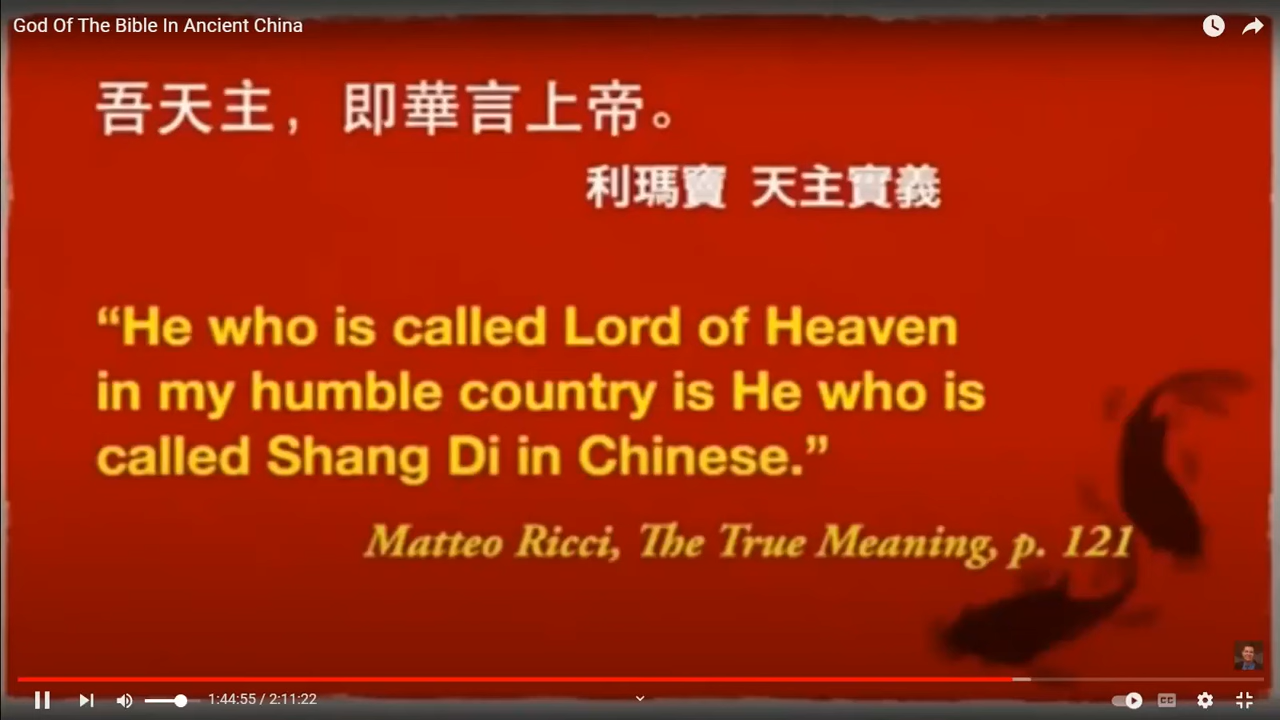 God Of The Bible In Ancient China
吾天主，即華言上帝。
利瑪竇 天主實義
“He who is called Lord of Heaven
in my humble country is He who is
called Shang Di in Chinese.”
Matteo Ricci, The True Meaning, p. 121
1:44:55 / 2:11:22
CC